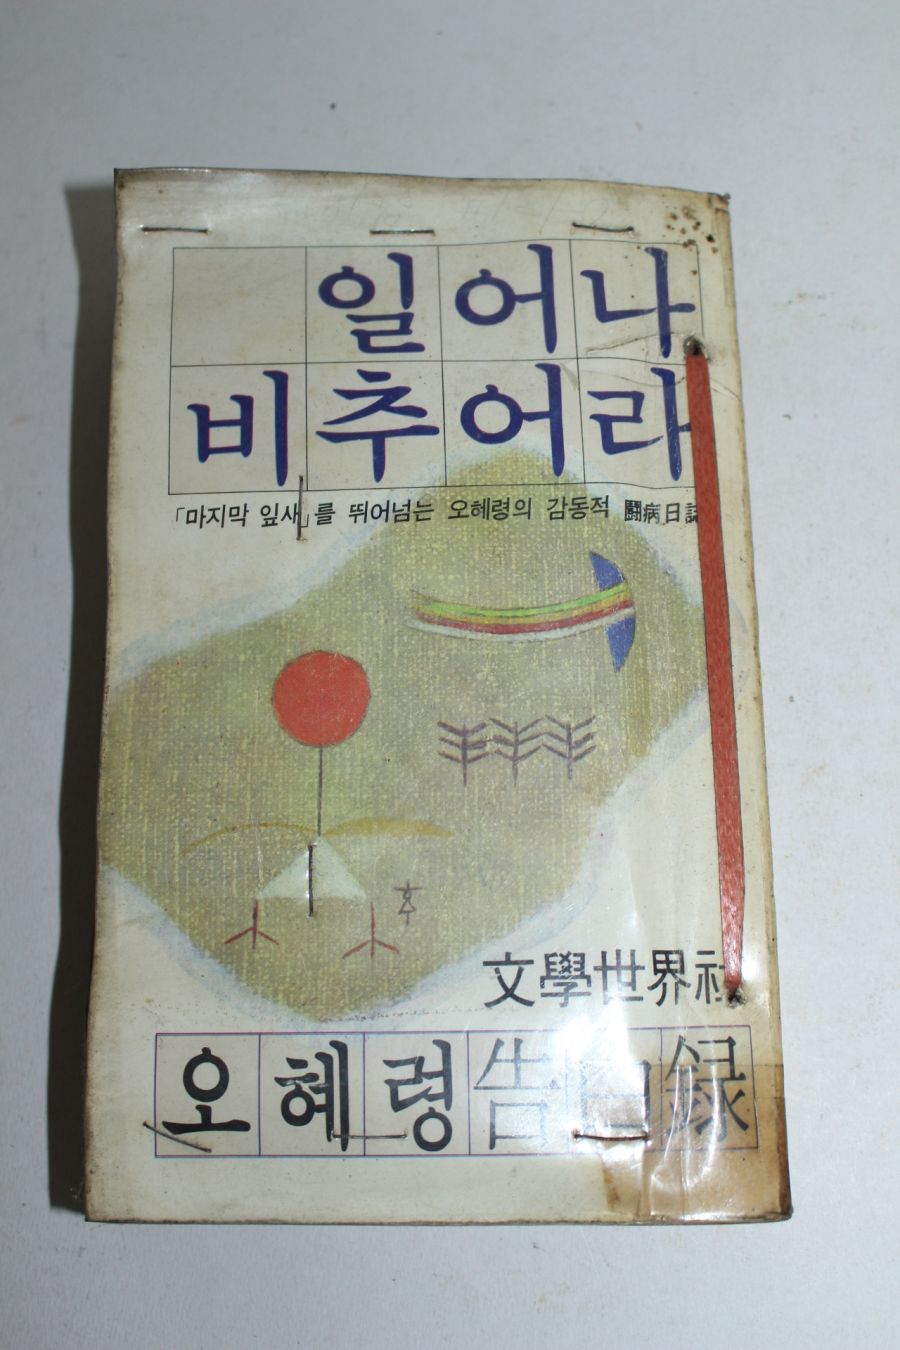 일어나
비추어라
「마지막 잎새」를 뛰어넘는 오혜령의 감동적 鬪病日誌
文學世界社
오혜령告白録